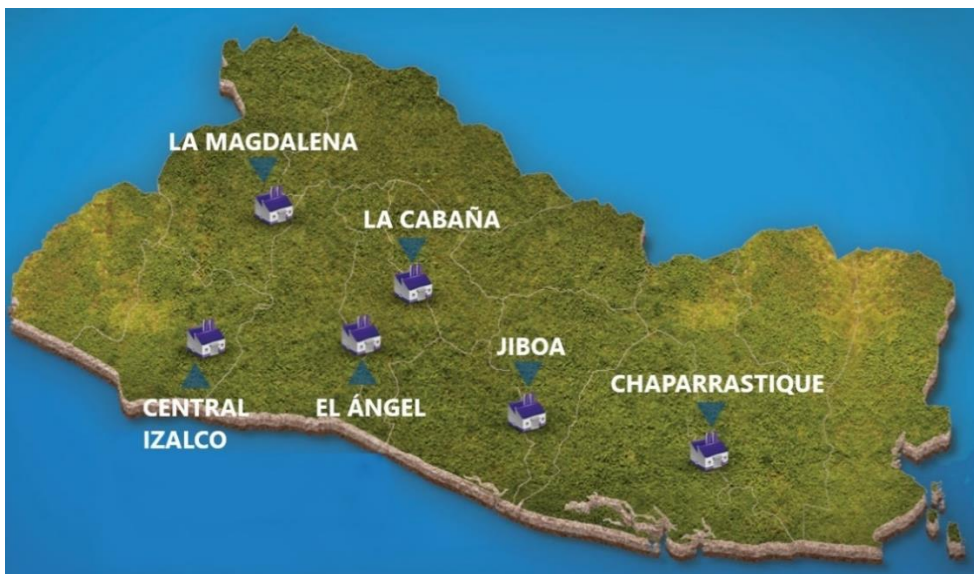 LA MAGDALENA
LA CABAÑA
JIBOA
CHAPARRASTIQUE
CENTRAL
IZALCO
EL ÁNGEL